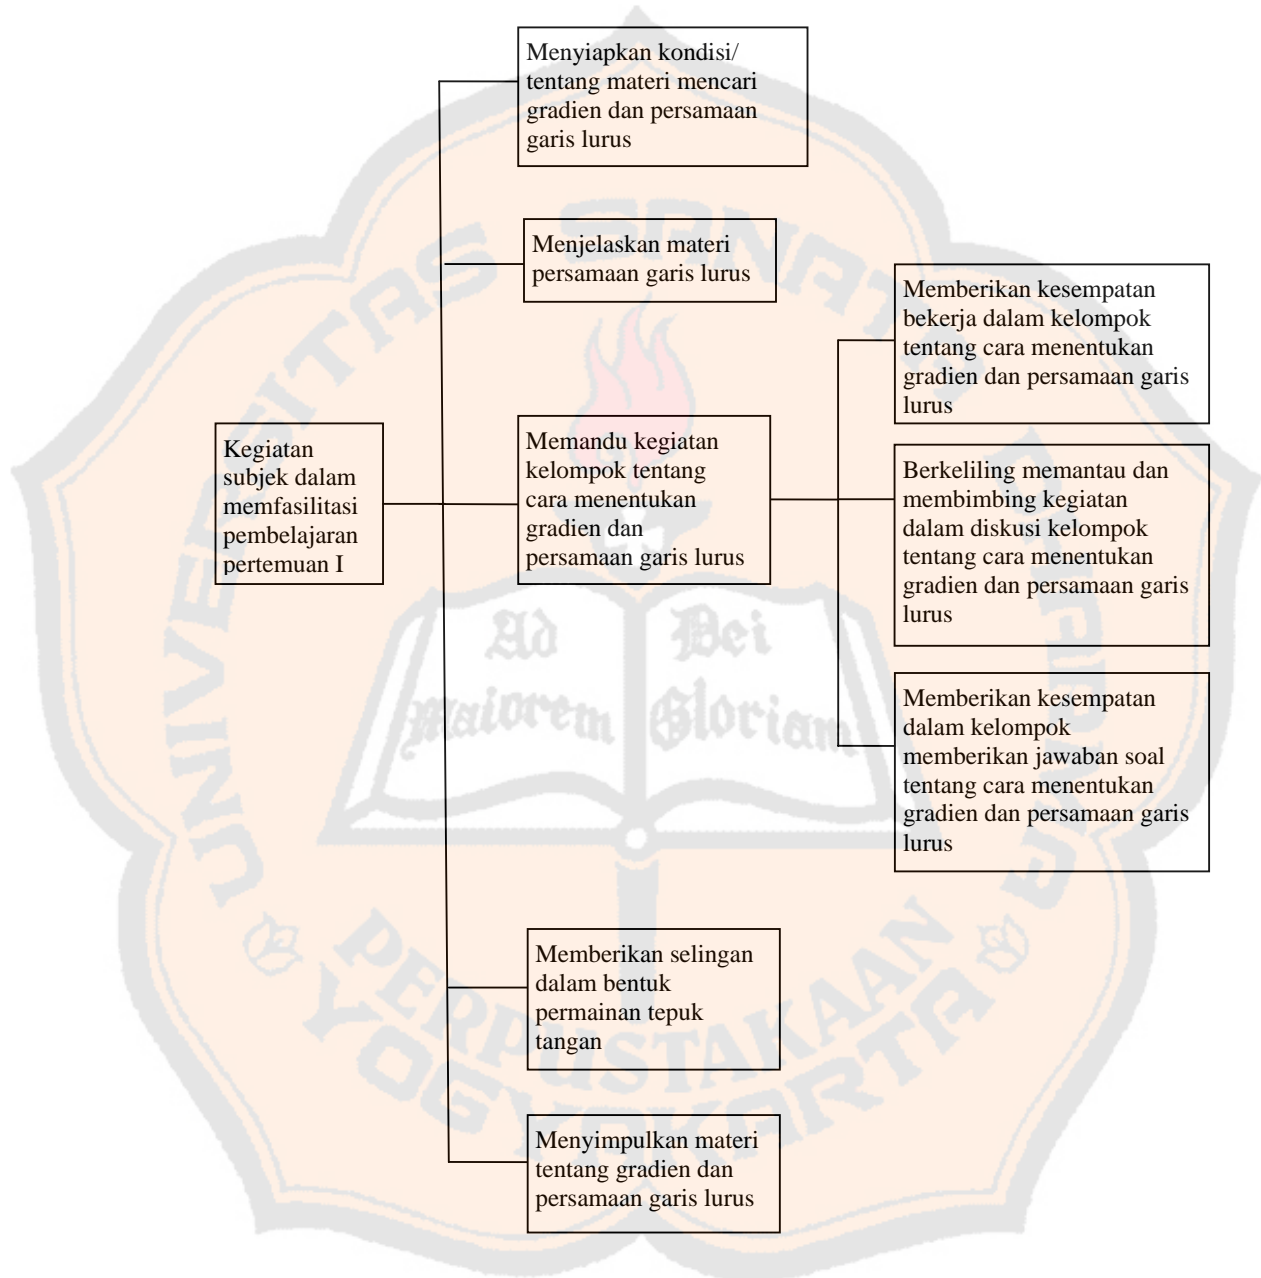 Menyiapkan kondisi/
tentang materi mencari
gradien dan persamaan
garis lurus
Menjelaskan materi
persamaan garis lurus
Kegiatan
subjek dalam
memfasilitasi
pembelajaran
pertemuan I
Memandu kegiatan
kelompok tentang
cara menentukan
gradien dan
persamaan garis lurus
Memberikan kesempatan
bekerja dalam kelompok
tentang cara menentukan
gradien dan persamaan garis
lurus
Berkeliling memantau dan
membimbing kegiatan
dalam diskusi kelompok
tentang cara menentukan
gradien dan persamaan garis
lurus
Memberikan kesempatan
dalam kelompok
memberikan jawaban soal
tentang cara menentukan
gradien dan persamaan garis
lurus
Memberikan selingan
dalam bentuk
permainan tepuk
tangan
Menyimpulkan materi
tentang gradien dan
persamaan garis lurus
UNIVERSITAS SANATA DHARMA
Ad Dei
Maiorem Gloriam
PERPUSTAKAAN
YOGYAKARTA